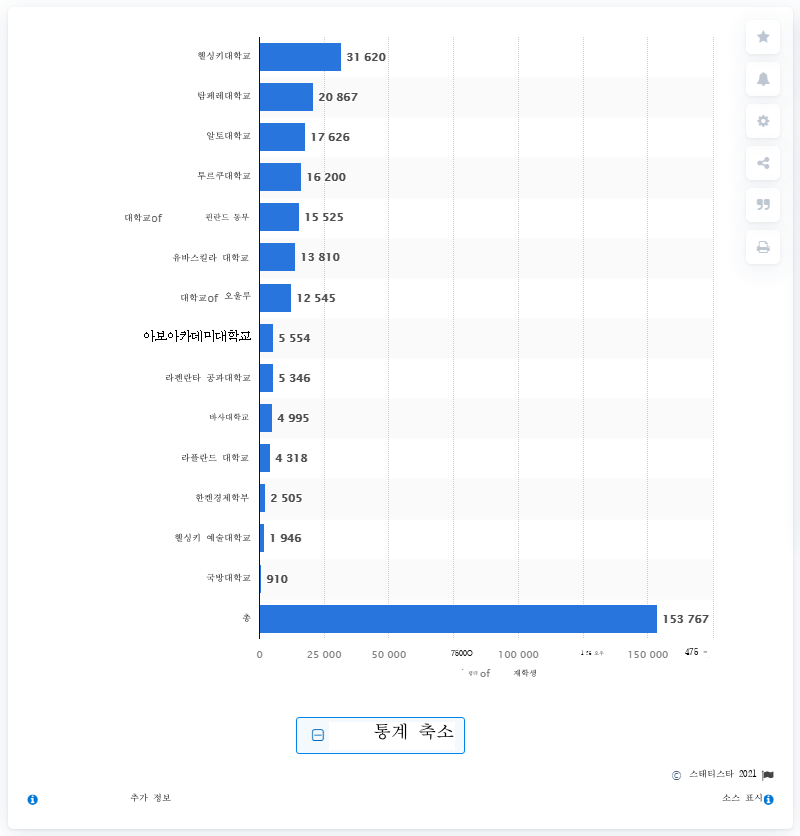 헬싱키대학교 31 620
탐페레대학교 20 867
알토대학교 17 626
투르쿠대학교 16 200
대학교of 핀란드 동부 15 525
유바스킬라 대학교 13 810
대학교of 오울루 12 545
아보아카데미대학교 5 554
라펜란타 공과대학교 5 346
바사대학교 4 995
라플란드 대학교 4 318
한켄경제학부 2 505
헬싱키 예술대학교 1 946
국방대학교 910
총 153 767
0 25 000 50 000 75000 100 000 150 000 475
of 재학생
통계 축소
© 스태티스타 2021
추가 정보 소스 표시